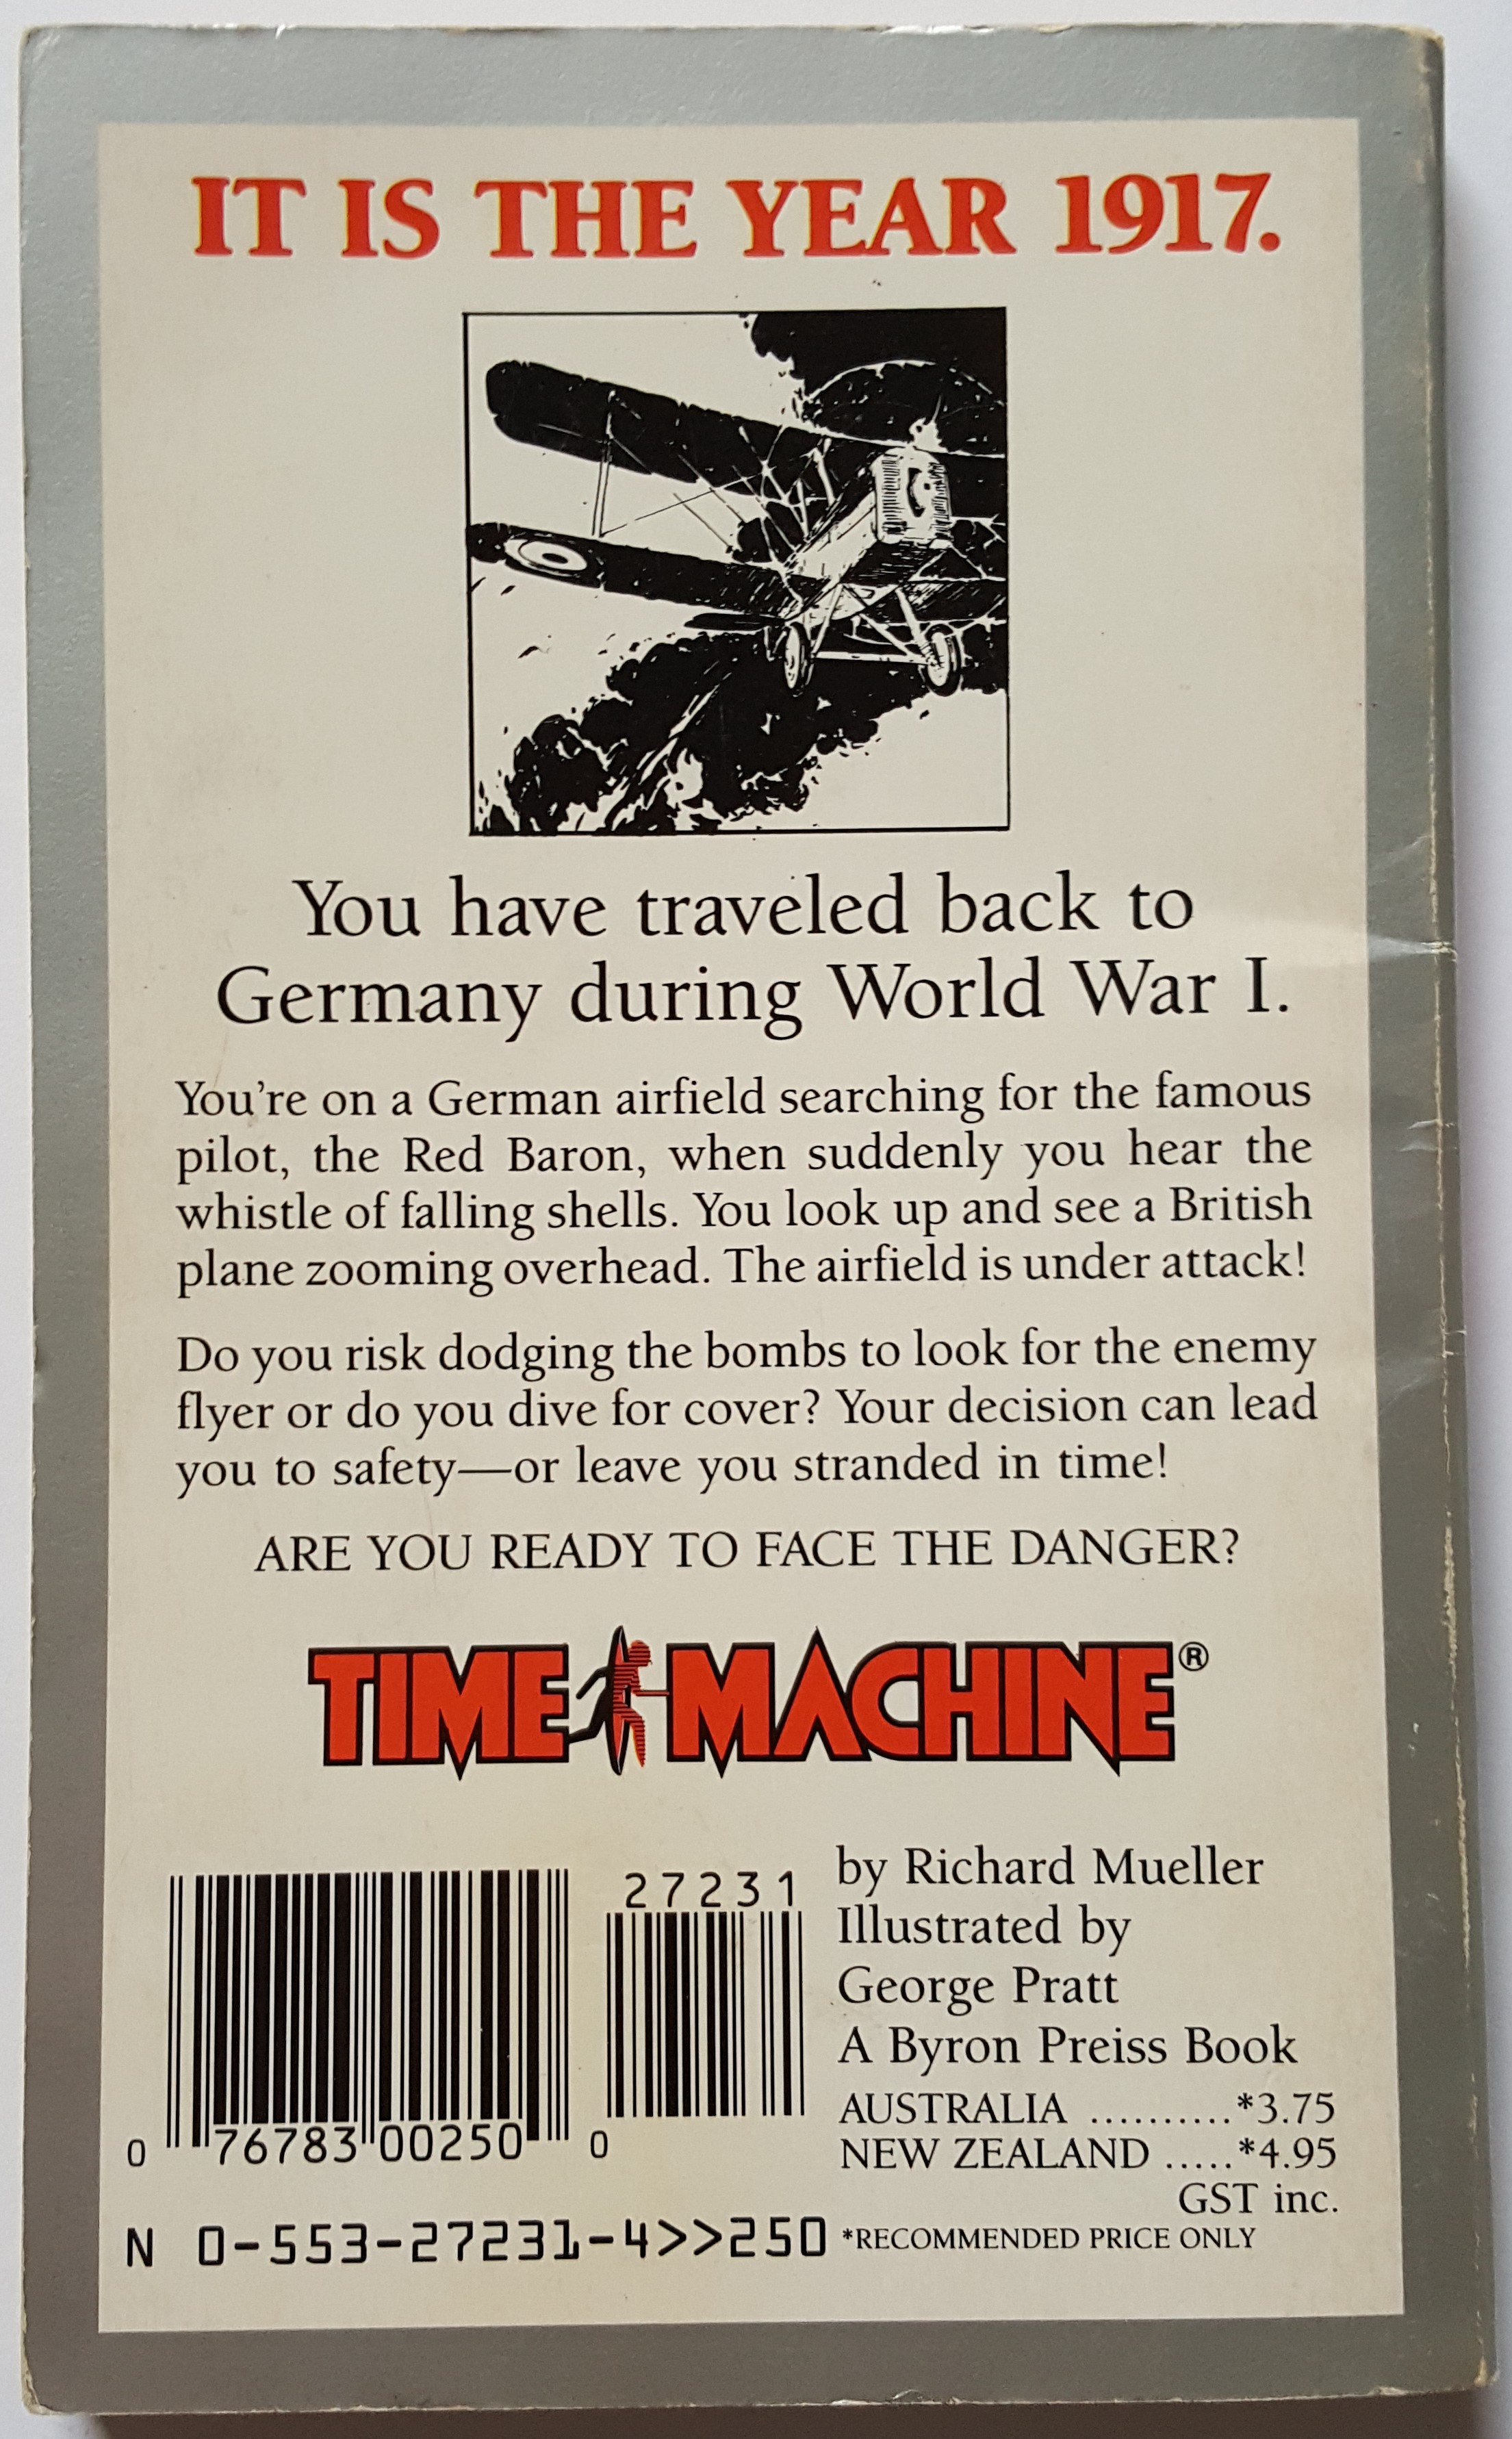 IT IS THE YEAR 1917.
You have traveled back to
Germany during World War I.
You're on a German airfield searching for the famous
pilot, the Red Baron, when suddenly you hear the
whistle of falling shells. You look up and see a British
plane zooming overhead. The airfield is under attack!
Do you risk dodging the bombs to look for the enemy
flyer or do you dive for cover? Your decision can lead
you to safety—or leave you stranded in time!
ARE YOU READY TO FACE THE DANGER?
TIME MACHINE®
27231
0 76783 00250 0
N 0-553-27231-4>>250
by Richard Mueller
Illustrated by
George Pratt
A Byron Preiss Book
AUSTRALIA ..........*3.75
NEW ZEALAND .....*4.95
GST inc.
*RECOMMENDED PRICE ONLY